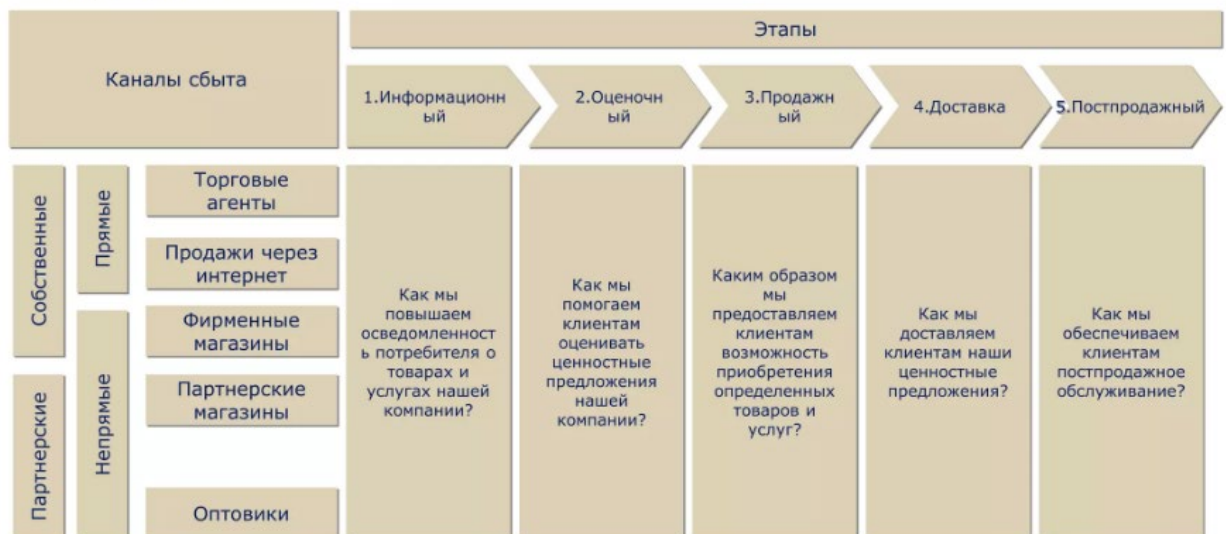 Каналы сбыта
Этапы
1.Информационн
ый
2.Оценочн
ый
3.Продажн
ый
4.Доставка
5.Постпродажный
Собственные
Партнерские
Прямые
Непрямые
Торговые
агенты
Продажи через
интернет
Фирменные
магазины
Партнерские
магазины
Оптовики
Как мы
повышаем
осведомленност
ь потребителя о
товарах и
услугах нашей
компании?
Как мы
помогаем
клиентам
оценивать
ценностные
предложения
нашей
компании?
Каким образом
мы
предоставляем
клиентам
возможность
приобретения
определенных
товаров и
услуг?
Как мы
доставляем
клиентам наши
ценностные
предложения?
Как мы
обеспечиваем
клиентам
постпродажное
обслуживание?